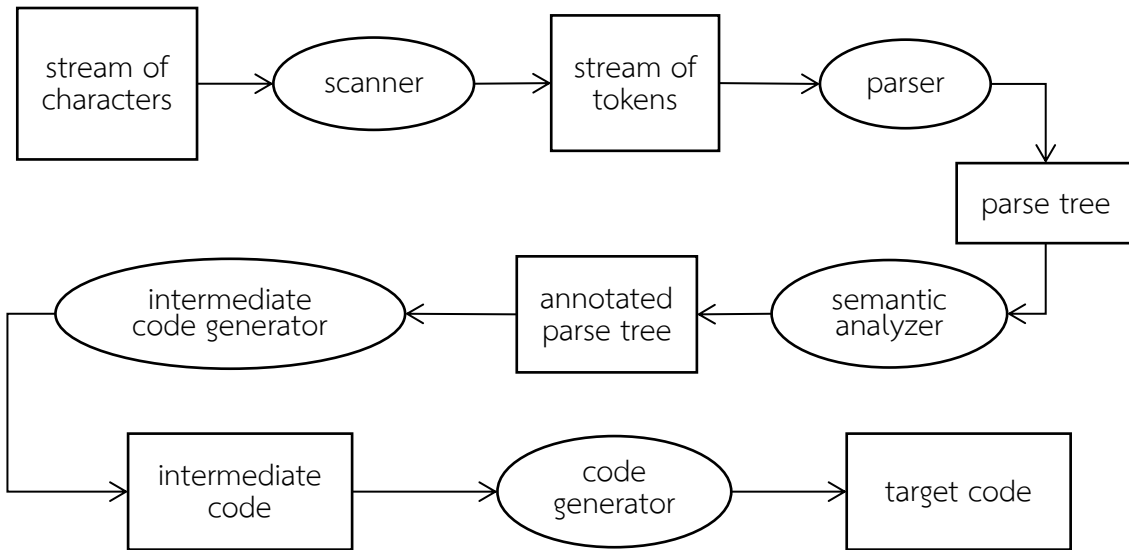 stream of
characters
scanner
stream of
tokens
parser
parse tree
semantic
analyzer
annotated
parse tree
intermediate
code generator
intermediate
code
code
generator
target code